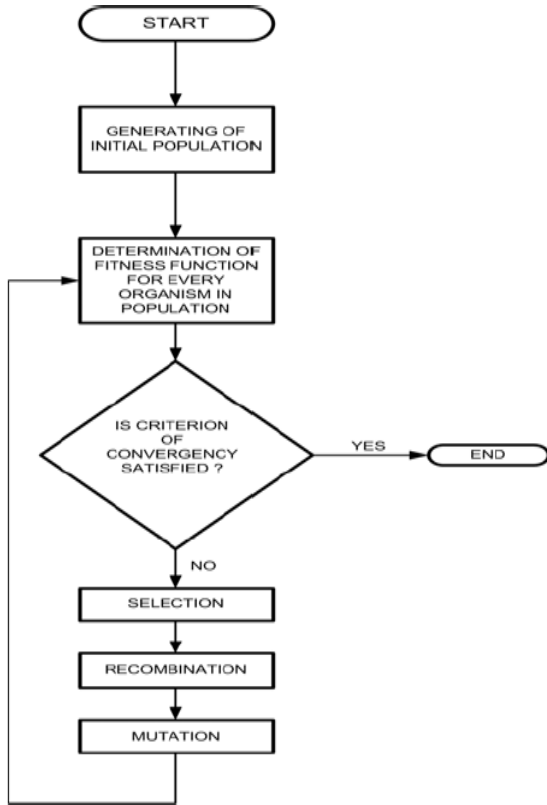 START
GENERATING OF
INITIAL POPULATION
DETERMINATION OF
FITNESS FUNCTION
FOR EVERY
ORGANISM IN
POPULATION
IS CRITERION
OF
CONVERGENCY
SATISFIED ?
YES
END
NO
SELECTION
RECOMBINATION
MUTATION